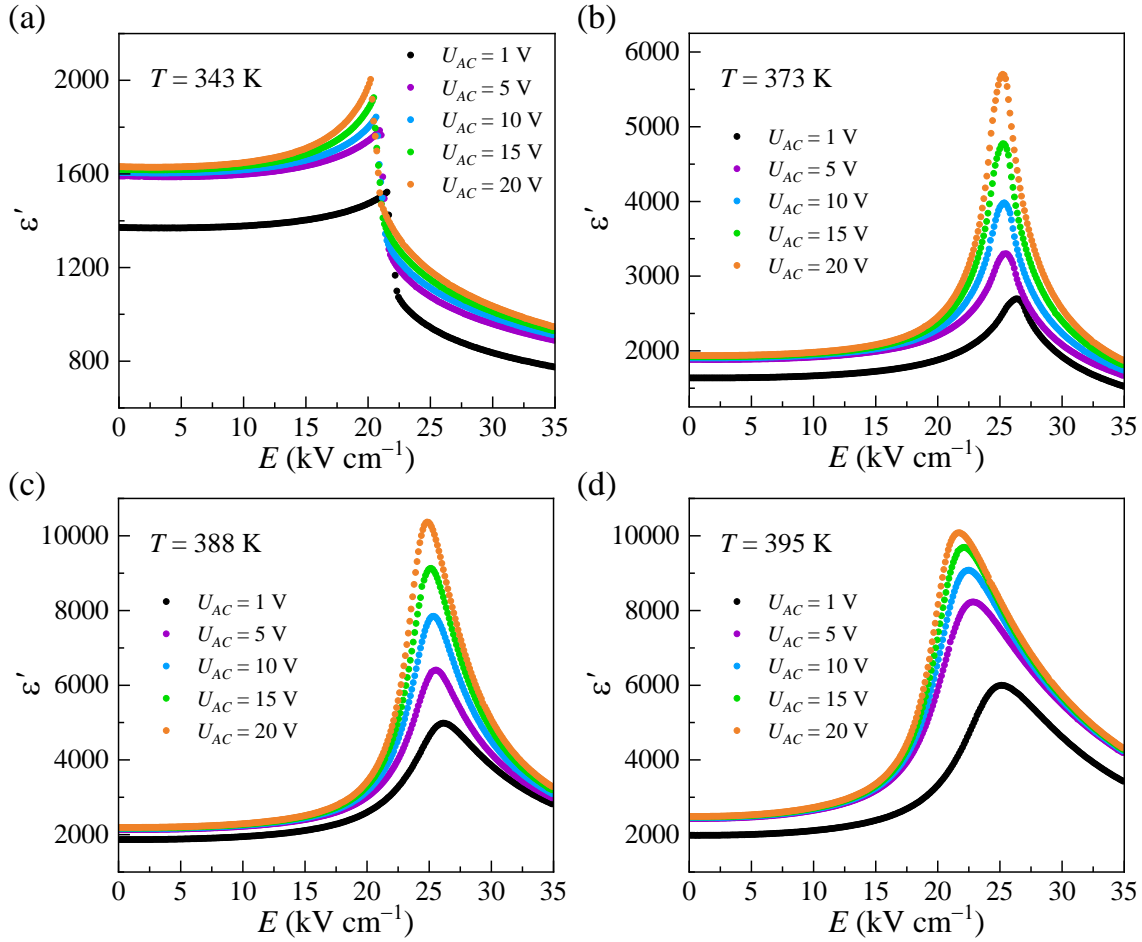 (a)
T = 343 K
U_AC = 1 V
U_AC = 5 V
U_AC = 10 V
U_AC = 15 V
U_AC = 20 V
2000
1600
1200
800
ε′
0 5 10 15 20 25 30 35
E (kV cm⁻¹)
(b)
T = 373 K
U_AC = 1 V
U_AC = 5 V
U_AC = 10 V
U_AC = 15 V
U_AC = 20 V
6000
5000
4000
3000
2000
ε′
0 5 10 15 20 25 30 35
E (kV cm⁻¹)
(c)
T = 388 K
U_AC = 1 V
U_AC = 5 V
U_AC = 10 V
U_AC = 15 V
U_AC = 20 V
10000
8000
6000
4000
2000
ε′
0 5 10 15 20 25 30 35
E (kV cm⁻¹)
(d)
T = 395 K
U_AC = 1 V
U_AC = 5 V
U_AC = 10 V
U_AC = 15 V
U_AC = 20 V
10000
8000
6000
4000
2000
ε′
0 5 10 15 20 25 30 35
E (kV cm⁻¹)